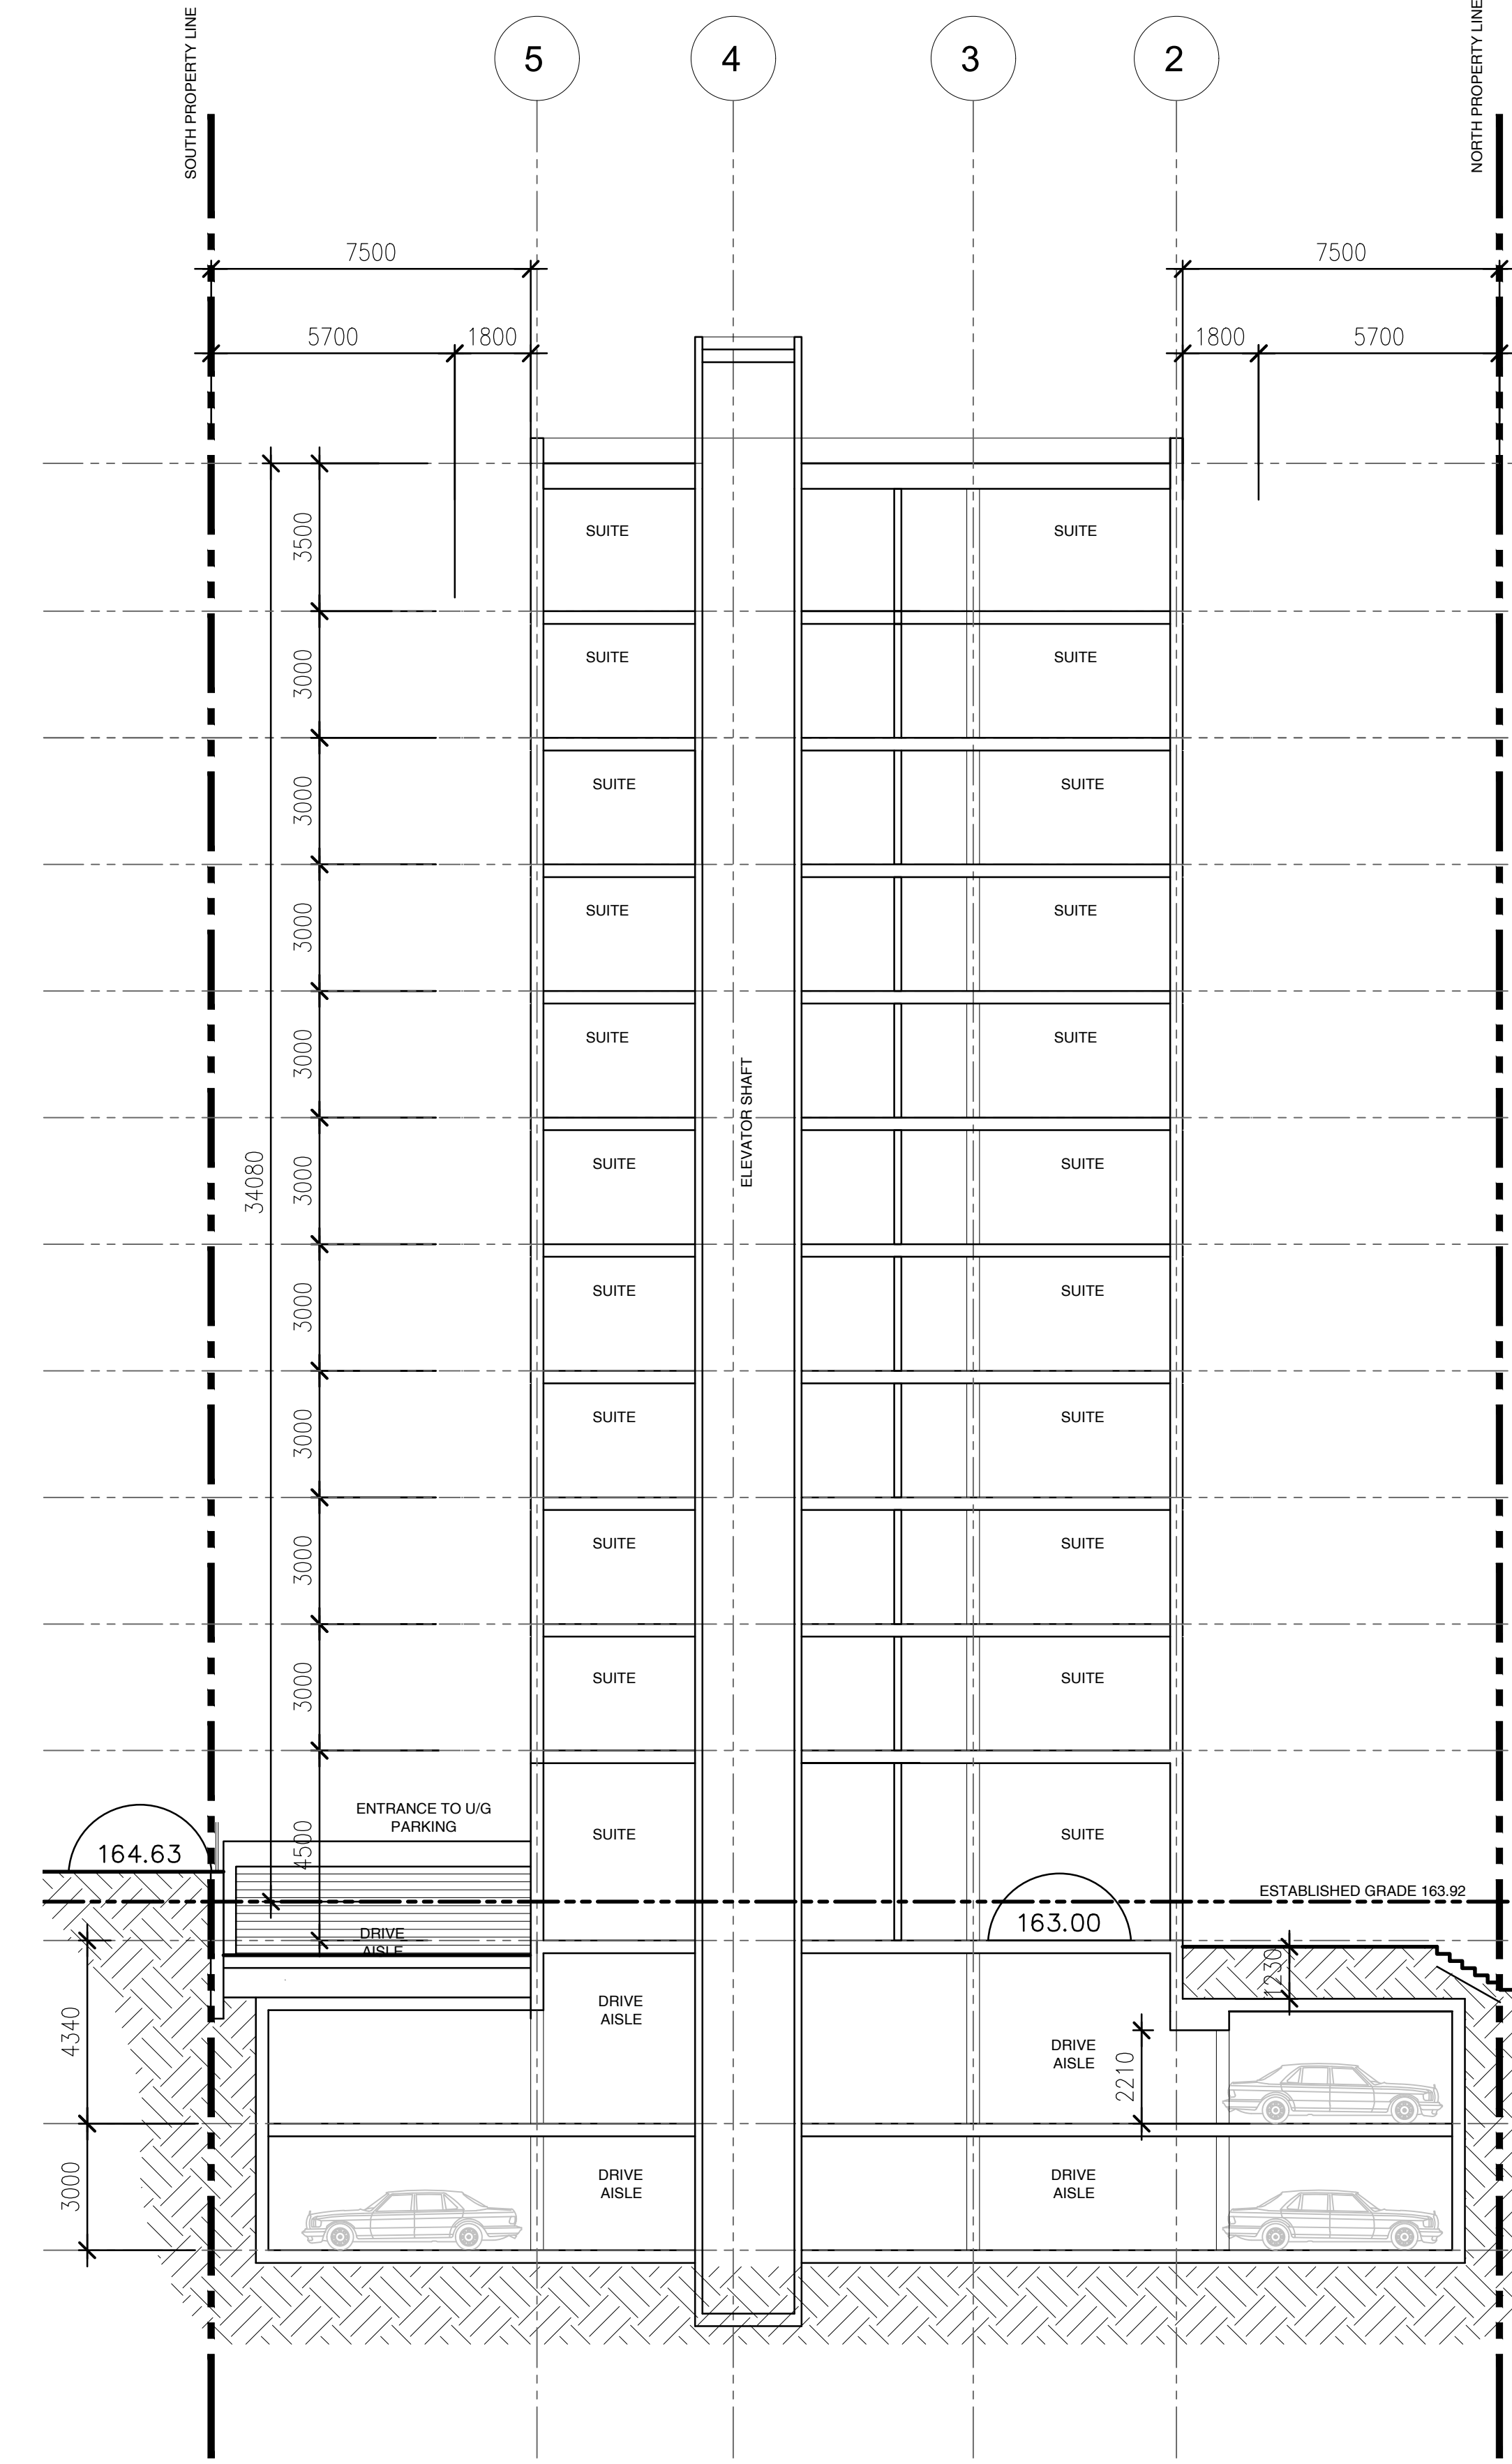 SOUTH PROPERTY LINE
NORTH PROPERTY LINE
5
4
3
2
7500
7500
5700
1800
1800
5700
3500
SUITE
SUITE
3000
SUITE
SUITE
3000
SUITE
SUITE
3000
SUITE
SUITE
3000
SUITE
SUITE
ELEVATOR SHAFT
34080
3000
SUITE
SUITE
3000
SUITE
SUITE
3000
SUITE
SUITE
3000
SUITE
SUITE
3000
SUITE
SUITE
ENTRANCE TO U/G
PARKING
4500
SUITE
SUITE
164.63
ESTABLISHED GRADE 163.92
163.00
DRIVE
AISLE
1230
4340
DRIVE
AISLE
DRIVE
AISLE
2210
3000
DRIVE
AISLE
DRIVE
AISLE